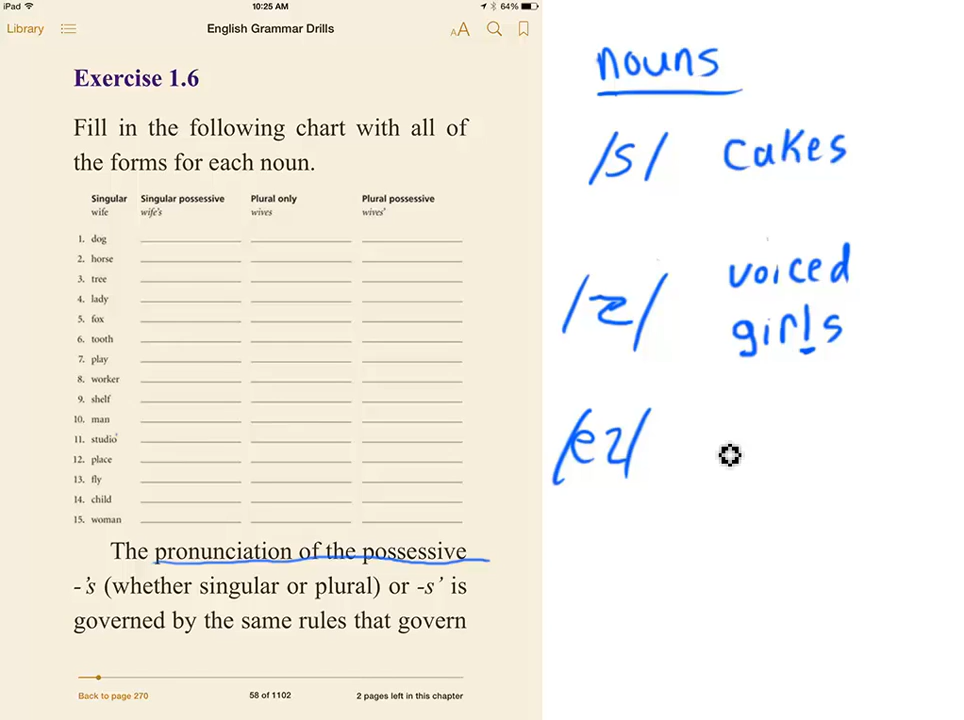 iPad 10:25 AM 64%
Library English Grammar Drills AA
Exercise 1.6
Fill in the following chart with all of
the forms for each noun.
Singular Singular possessive Plural only Plural possessive
wife wife's wives wives'
1. dog
2. horse
3. tree
4. lady
5. fox
6. tooth
7. play
8. worker
9. shelf
10. man
11. studio
12. place
13. fly
14. child
15. woman
The pronunciation of the possessive
-'s (whether singular or plural) or -s' is
governed by the same rules that govern
Back to page 270 58 of 1102 2 pages left in this chapter
nouns
/s/ cakes
/z/ voiced
girls
/ez/